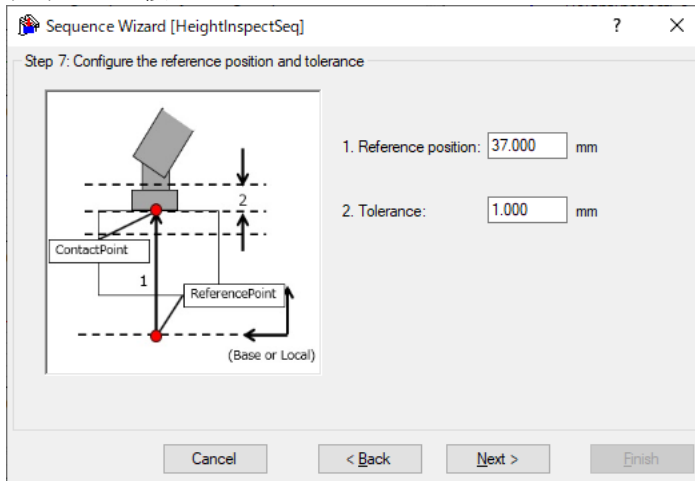 Sequence Wizard [HeightInspectSeq]
?
Step 7: Configure the reference position and tolerance
1. Reference position: 37.000 mm
2. Tolerance: 1.000 mm
2
ContactPoint
1
ReferencePoint
(Base or Local)
Cancel
< Back
Next >
Finish